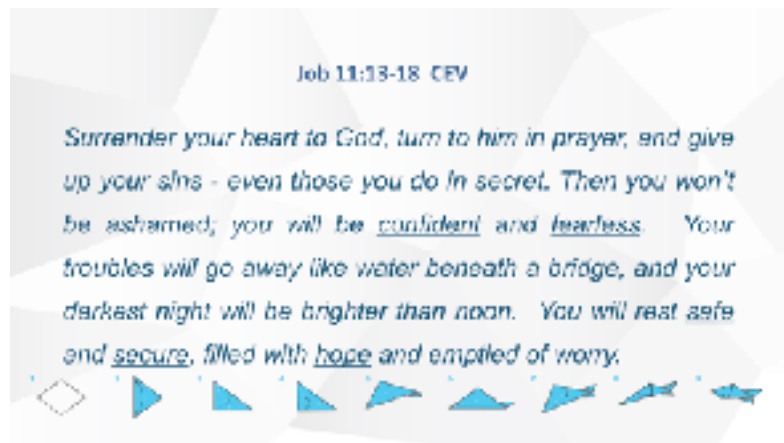 Job 11:13-18 CEV
Surrender your heart to God, turn to him in prayer, and give
up your sins - even those you do in secret. Then you won't
be ashamed; you will be confident and fearless. Your
troubles will go away like water beneath a bridge, and your
darkest night will be brighter than noon. You will rest safe
and secure, filled with hope and emptied of worry.